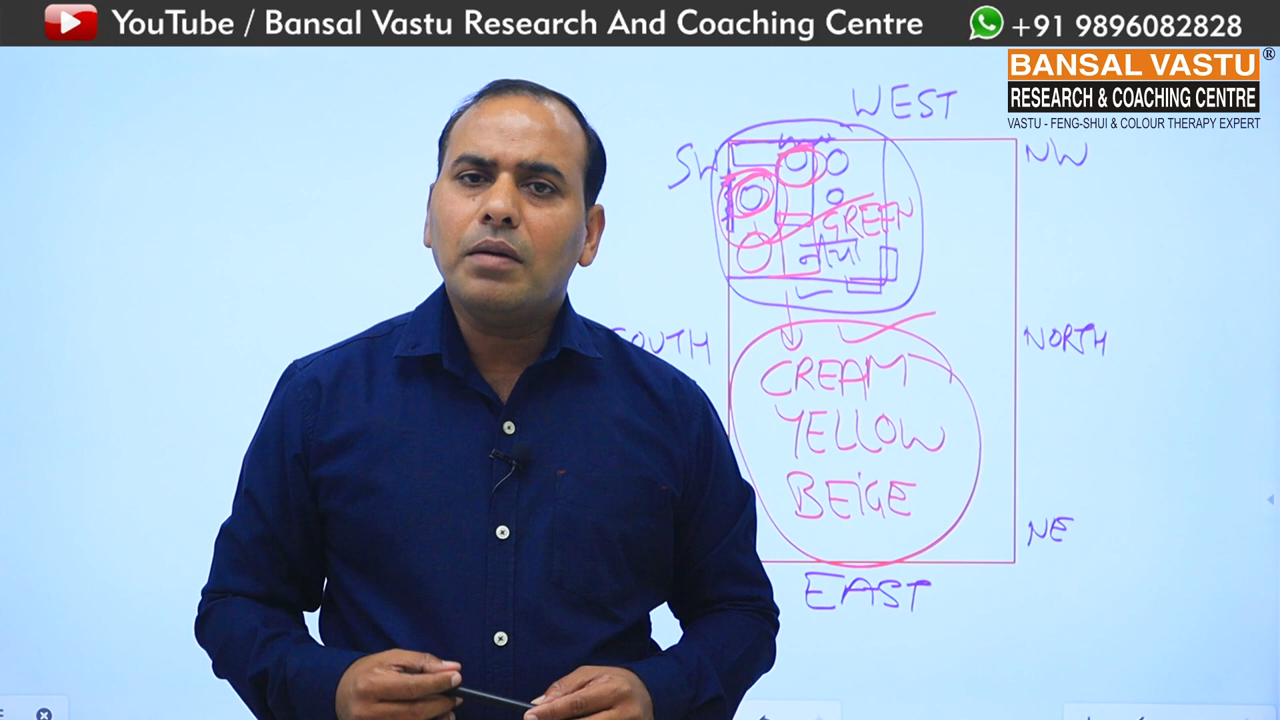 YouTube / Bansal Vastu Research And Coaching Centre
+91 9896082828
BANSAL VASTU ®
RESEARCH & COACHING CENTRE
VASTU - FENG-SHUI & COLOUR THERAPY EXPERT
WEST
SW
NW
GREEN
SOUTH
NORTH
CREAM
YELLOW
BEIGE
NE
EAST